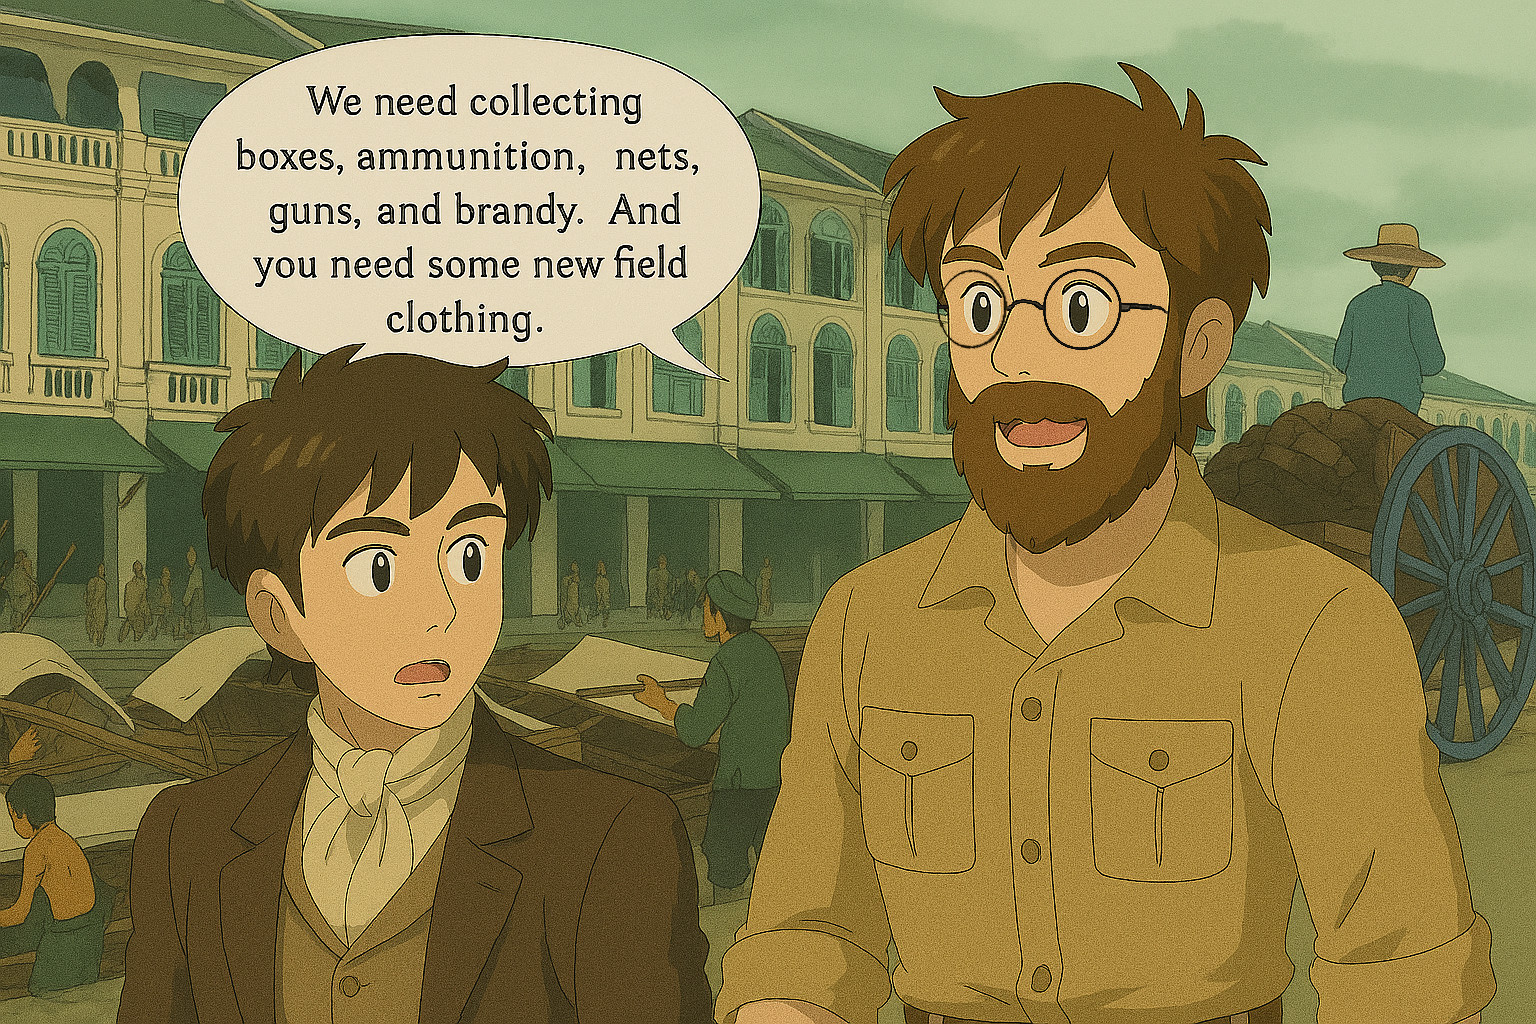 We need collecting
boxes, ammunition, nets,
guns, and brandy. And
you need some new field
clothing.